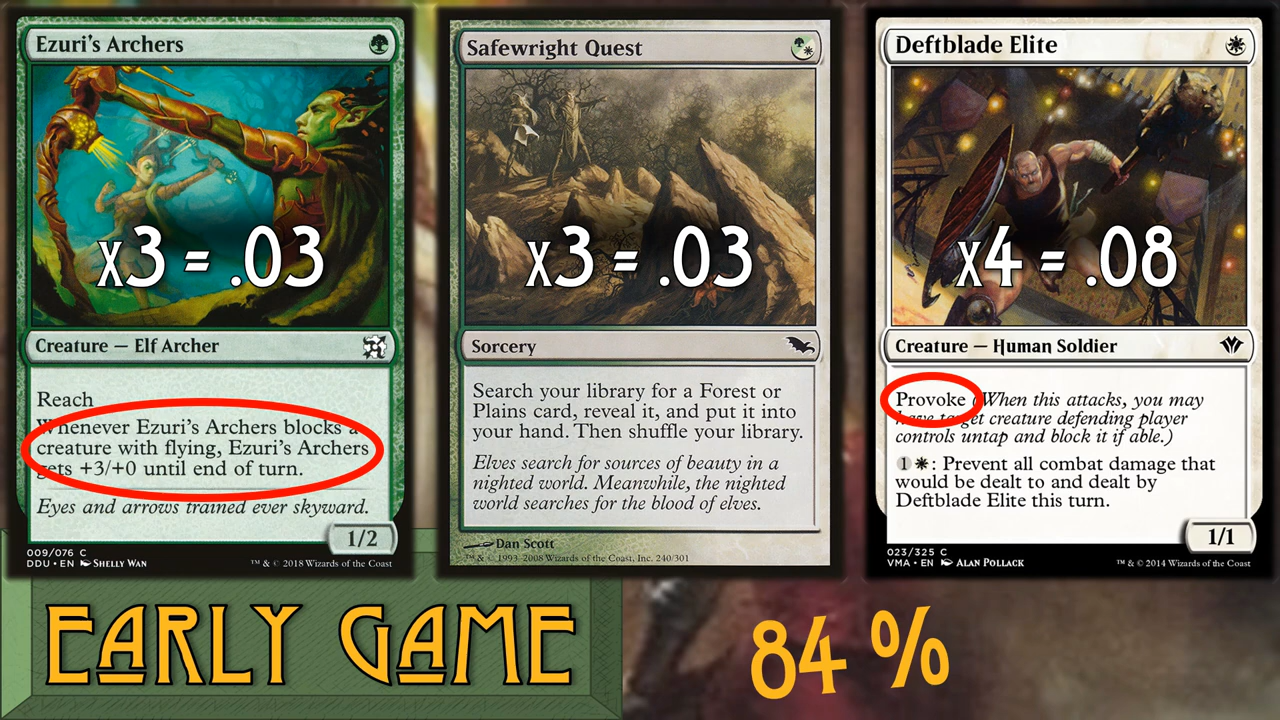 Ezuri's Archers
x3 = .03
Creature — Elf Archer
Reach
Whenever Ezuri's Archers blocks a
creature with flying, Ezuri's Archers
gets +3/+0 until end of turn.
Eyes and arrows trained ever skyward.
1/2
009/076 C
DDU • EN Shelly Wan
™ & © 2018 Wizards of the Coast
Safewright Quest
x3 = .03
Sorcery
Search your library for a Forest or
Plains card, reveal it, and put it into
your hand. Then shuffle your library.
Elves search for sources of beauty in a
nighted world. Meanwhile, the nighted
world searches for the blood of elves.
Dan Scott
™ & © 1993–2008 Wizards of the Coast, Inc. 240/301
Deftblade Elite
x4 = .08
Creature — Human Soldier
Provoke (When this attacks, you may
have target creature defending player
controls untap and block it if able.)
1: Prevent all combat damage that
would be dealt to and dealt by
Deftblade Elite this turn.
1/1
023/325 C
VMA • EN Alan Pollack
™ & © 2014 Wizards of the Coast
EARLY GAME
84 %